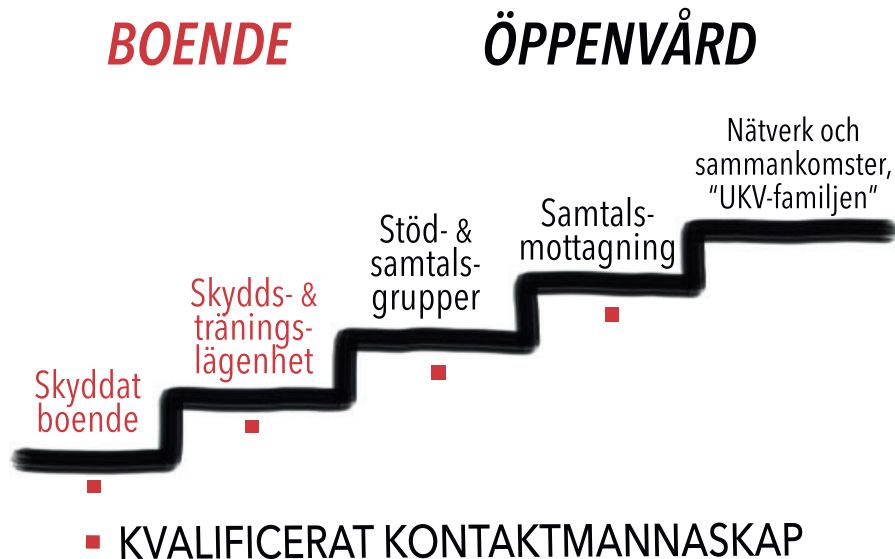 BOENDE
ÖPPENVÅRD
Nätverk och
sammankomster,
“UKV-familjen”
Samtals-
mottagning
Stöd- &
samtals-
grupper
Skydds- &
tränings-
lägenhet
Skyddat
boende
KVALIFICERAT KONTAKTMANNASKAP